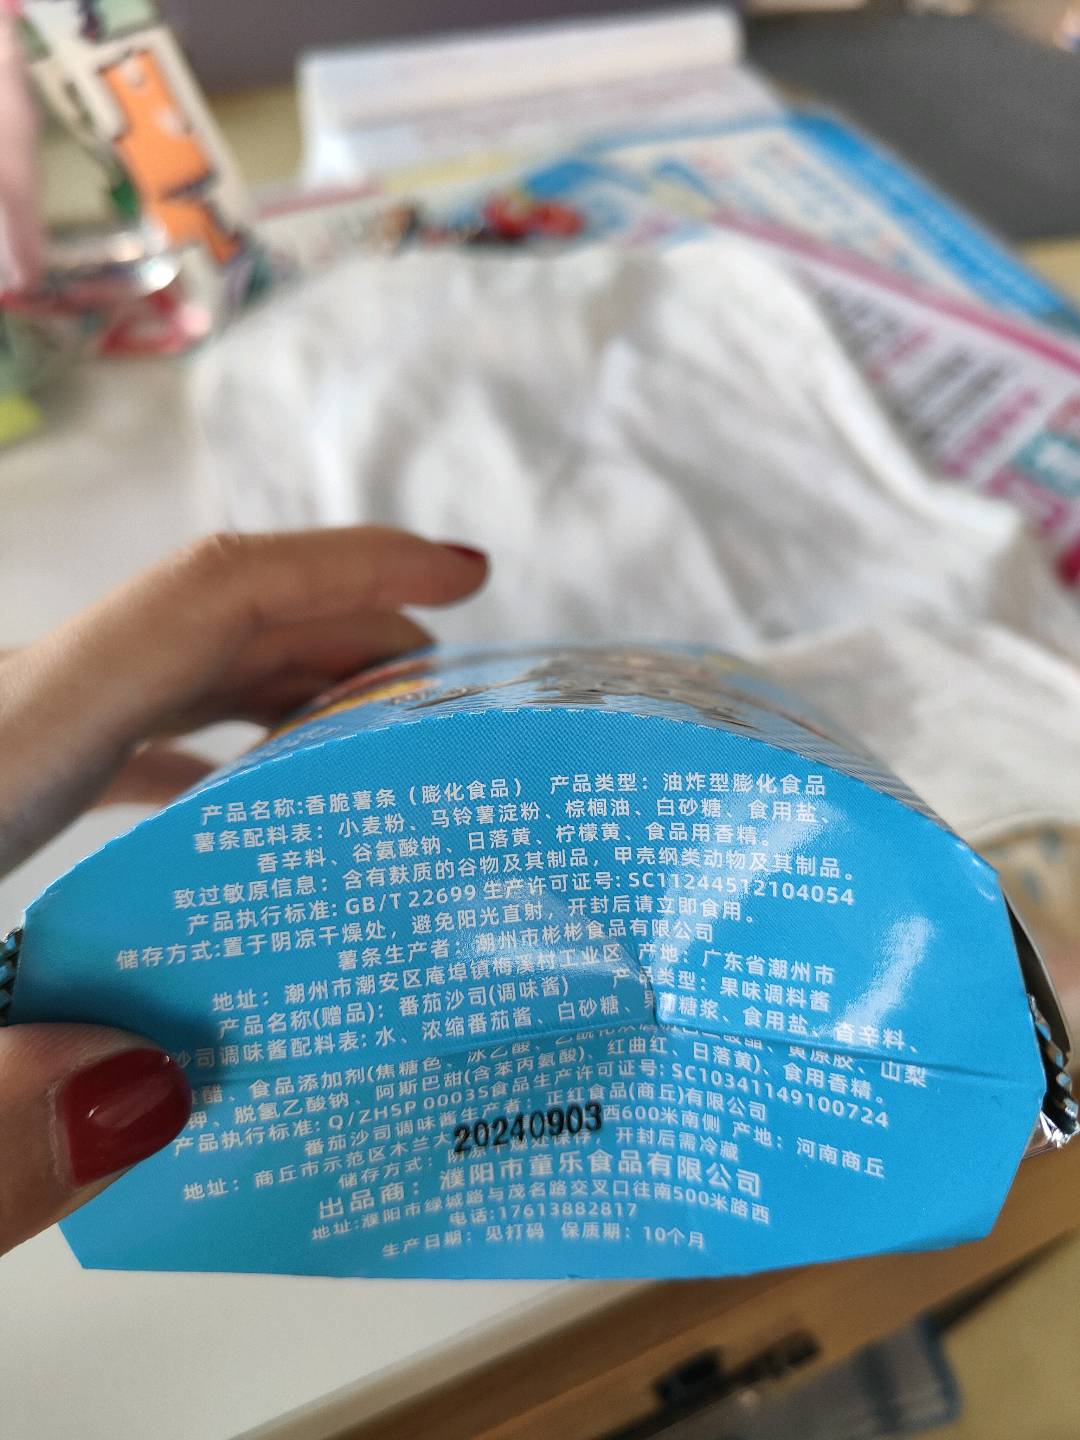 产品名称:香脆薯条（膨化食品） 产品类型：油炸型膨化食品
薯条配料表：小麦粉、马铃薯淀粉、棕榈油、白砂糖、食用盐、
香辛料、谷氨酸钠、日落黄、柠檬黄、食品用香精。
致过敏原信息：含有麸质的谷物及其制品，甲壳纲类动物及其制品。
产品执行标准: GB/T 22699 生产许可证号: SC11244512104054
储存方式:置于阴凉干燥处，避免阳光直射，开封后请立即食用。
薯条生产者：潮州市彬彬食品有限公司
地址：潮州市潮安区庵埠镇梅溪村工业区 产地：广东省潮州市
产品名称(赠品)：番茄沙司(调味酱) 产品类型：果味调料酱
沙司调味酱配料表: 水、浓缩番茄酱、白砂糖、果葡糖浆、食用盐、香辛料、
醋、食品添加剂(焦糖色、冰乙酸、黄原胶、山梨
钾、脱氢乙酸钠、阿斯巴甜(含苯丙氨酸)、红曲红、日落黄)、食用香精。
产品执行标准: Q/ZHSP 0003S食品生产许可证号: SC10341149100724
番茄沙司调味酱生产者：正红食品(商丘)有限公司
地址：商丘市示范区木兰大 西600米南侧 产地：河南商丘
储存方式： 开封后需冷藏
20240903
出品商：濮阳市童乐食品有限公司
地址:濮阳市绿城路与茂名路交叉口往南500米路西
电话:17613882817
生产日期：见打码 保质期：10个月